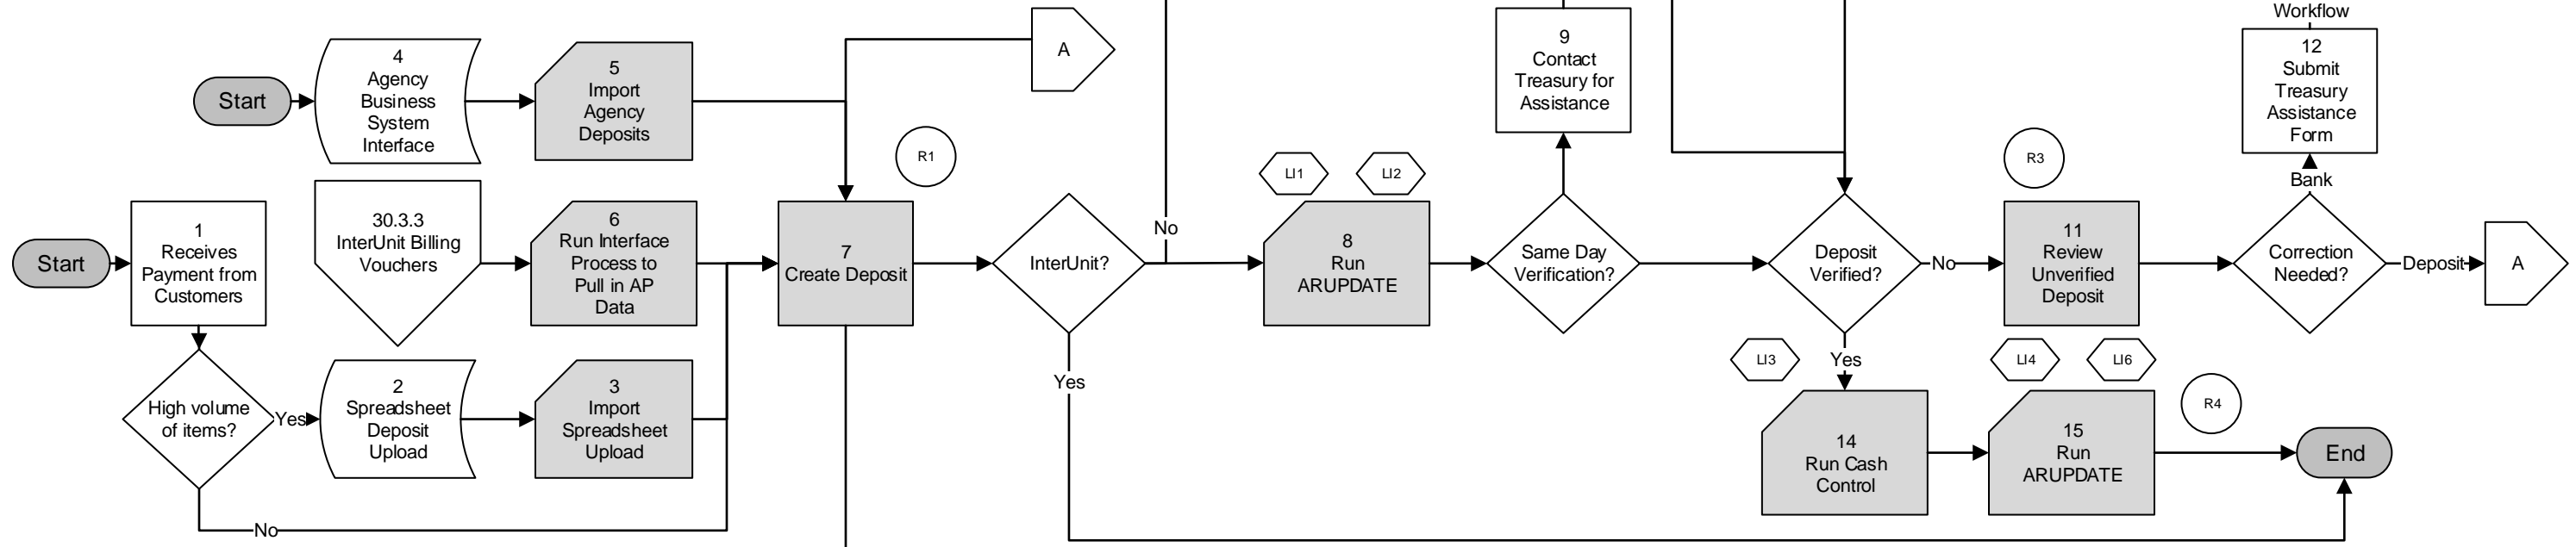 Start
4
Agency
Business
System
Interface
5
Import
Agency
Deposits
A
R1
Start
1
Receives
Payment from
Customers
30.3.3
InterUnit Billing
Vouchers
6
Run Interface
Process to
Pull in AP
Data
7
Create Deposit
High volume
of items?
Yes
2
Spreadsheet
Deposit
Upload
3
Import
Spreadsheet
Upload
No
InterUnit?
No
Yes
LI1
LI2
8
Run
ARUPDATE
9
Contact
Treasury for
Assistance
Same Day
Verification?
Deposit
Verified?
No
Yes
R3
11
Review
Unverified
Deposit
Workflow
12
Submit
Treasury
Assistance
Form
Bank
Correction
Needed?
Deposit
A
LI3
14
Run Cash
Control
LI4
LI6
15
Run
ARUPDATE
R4
End